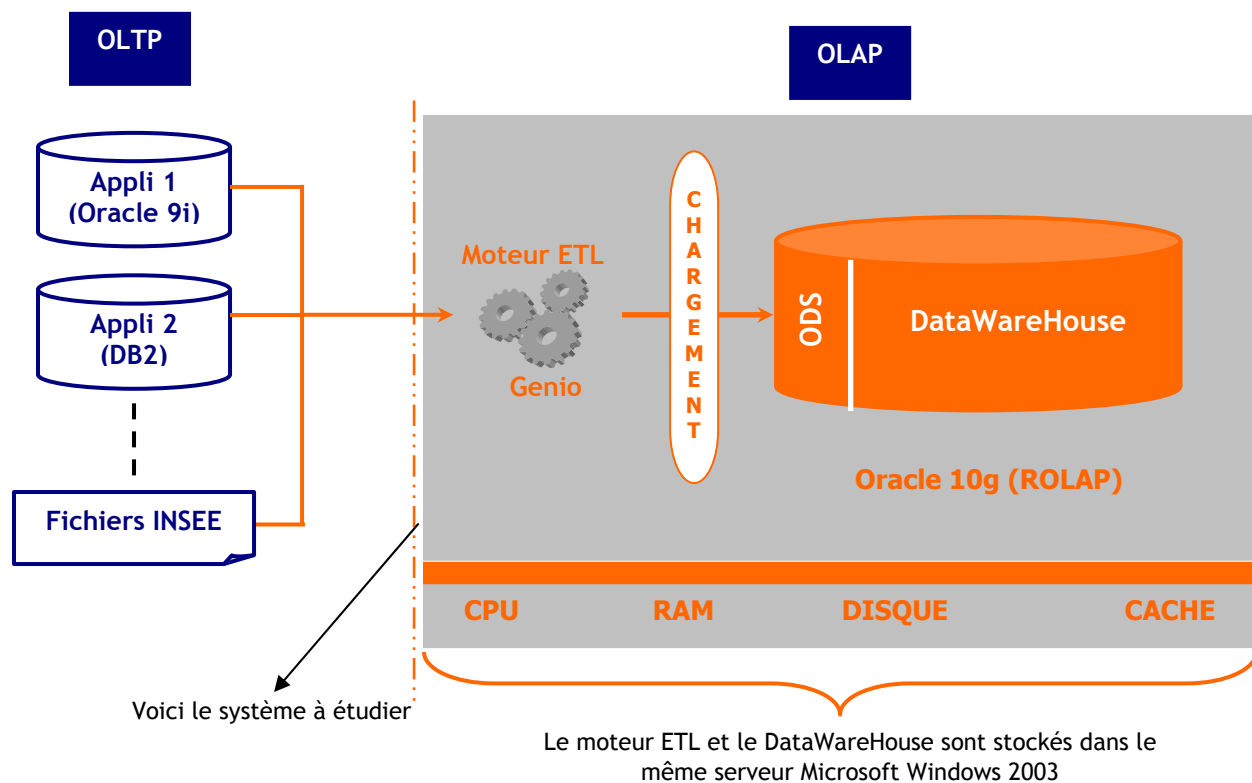 OLTP
OLAP
Appli 1
(Oracle 9i)
Appli 2
(DB2)
Fichiers INSEE
Moteur ETL
Genio
CHARGEMENT
ODS
DataWareHouse
Oracle 10g (ROLAP)
CPU RAM DISQUE CACHE
Voici le système à étudier
Le moteur ETL et le DataWareHouse sont stockés dans le
même serveur Microsoft Windows 2003